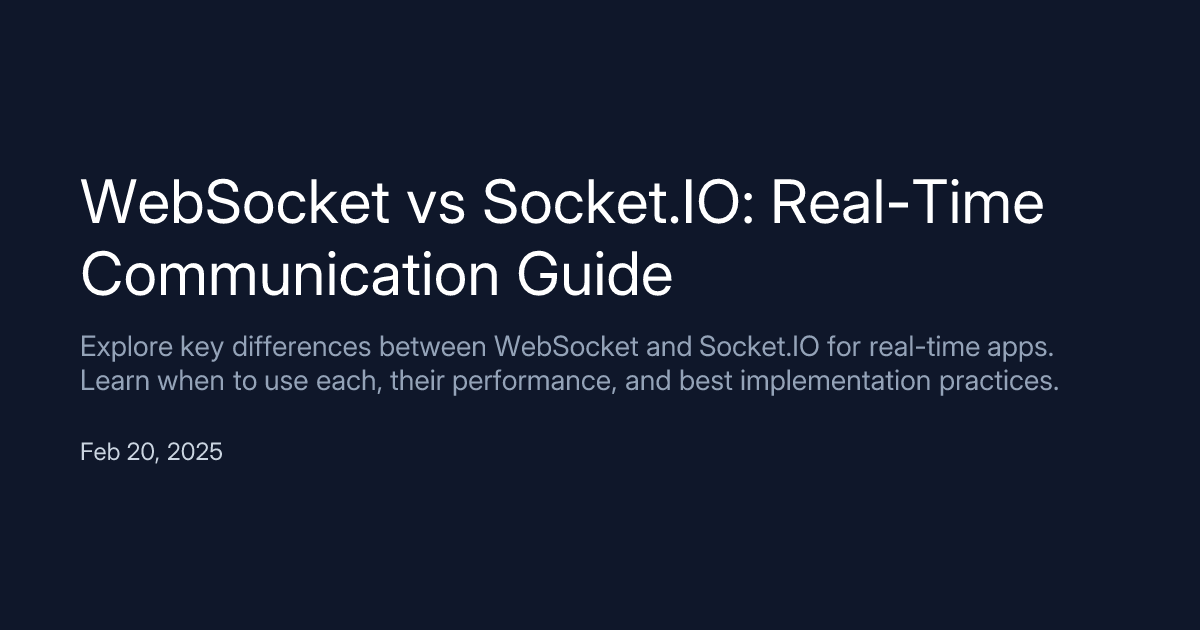 WebSocket vs Socket.IO: Real-Time
Communication Guide
Explore key differences between WebSocket and Socket.IO for real-time apps.
Learn when to use each, their performance, and best implementation practices.
Feb 20, 2025